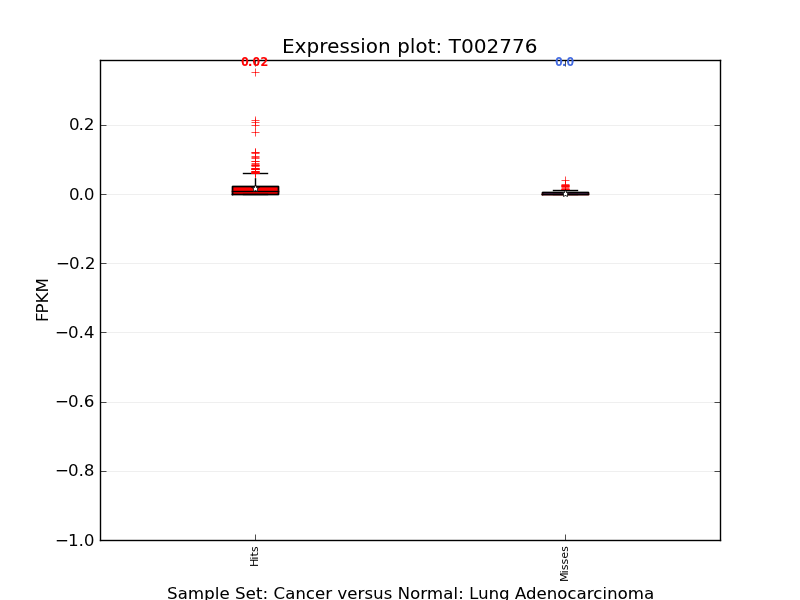 Expression plot: T002776
0.02
0.0
0.2
0.0
−0.2
−0.4
−0.6
−0.8
−1.0
FPKM
Hits
Misses
Sample Set: Cancer versus Normal: Lung Adenocarcinoma